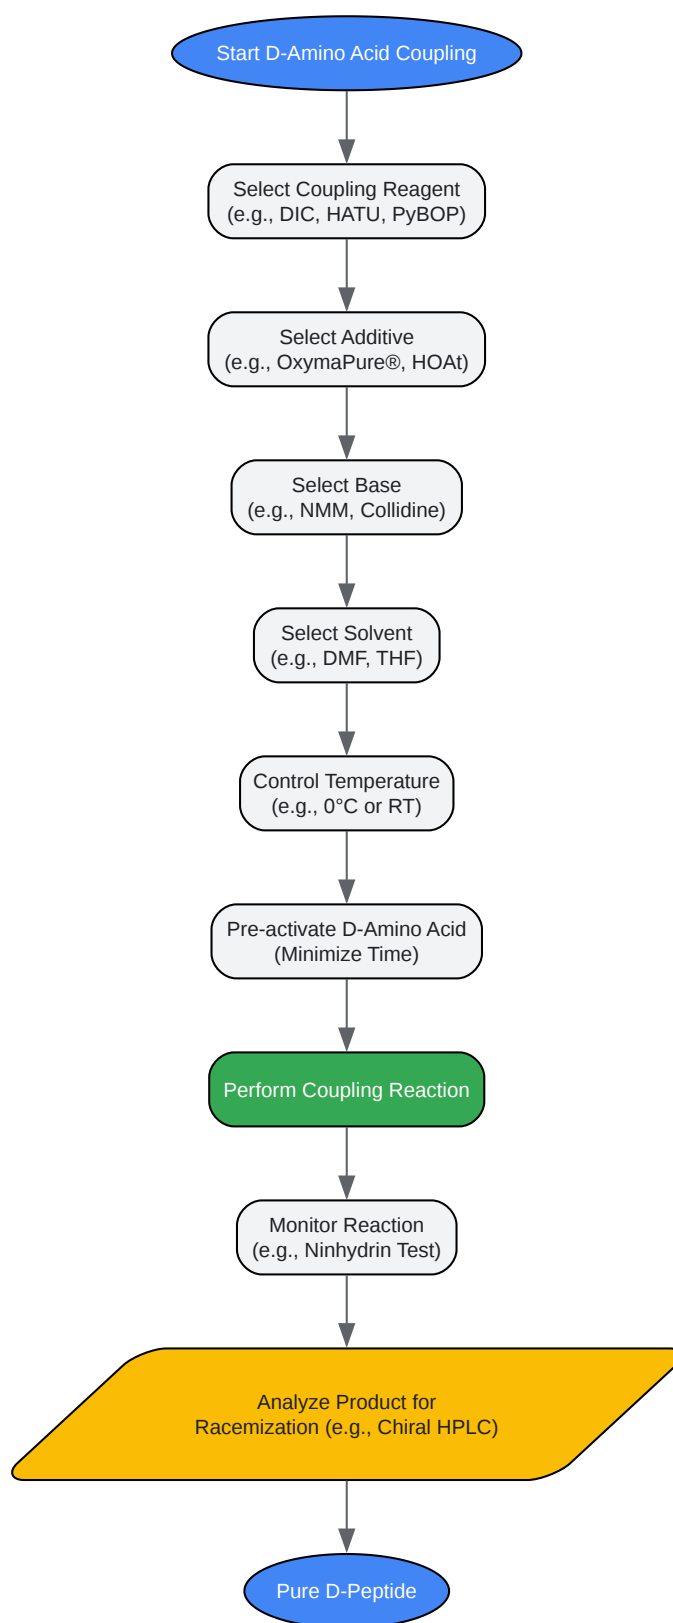 Start D-Amino Acid Coupling
Select Coupling Reagent
(e.g., DIC, HATU, PyBOP)
Select Additive
(e.g., OxymaPure®, HOAt)
Select Base
(e.g., NMM, Collidine)
Select Solvent
(e.g., DMF, THF)
Control Temperature
(e.g., 0°C or RT)
Pre-activate D-Amino Acid
(Minimize Time)
Perform Coupling Reaction
Monitor Reaction
(e.g., Ninhydrin Test)
Analyze Product for
Racemization (e.g., Chiral HPLC)
Pure D-Peptide